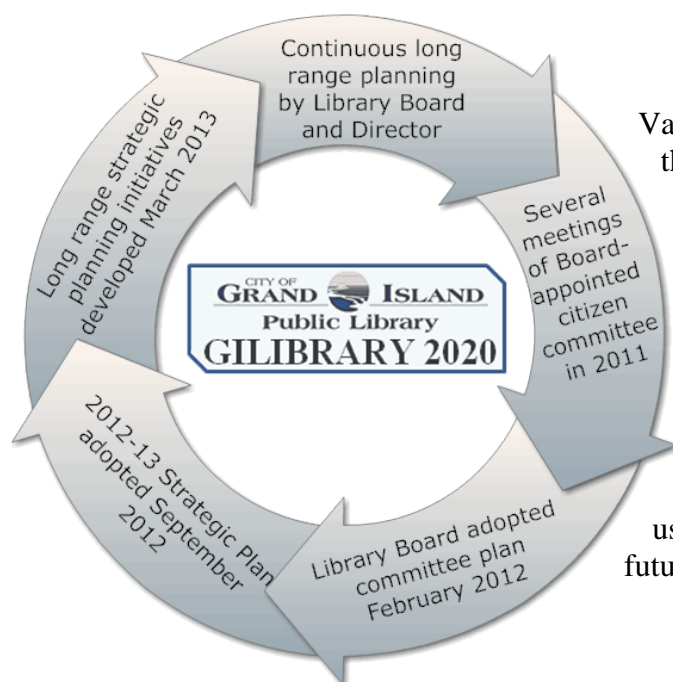 Continuous long
range planning
by Library Board
and Director
Several
meetings
of Board-
appointed
citizen
committee
in 2011
Library Board adopted
committee plan
February 2012
2012-13 Strategic Plan
adopted September
2012
Long range strategic
planning initiatives
developed March 2013
CITY OF
GRAND ISLAND
Public Library
GILIBRARY 2020